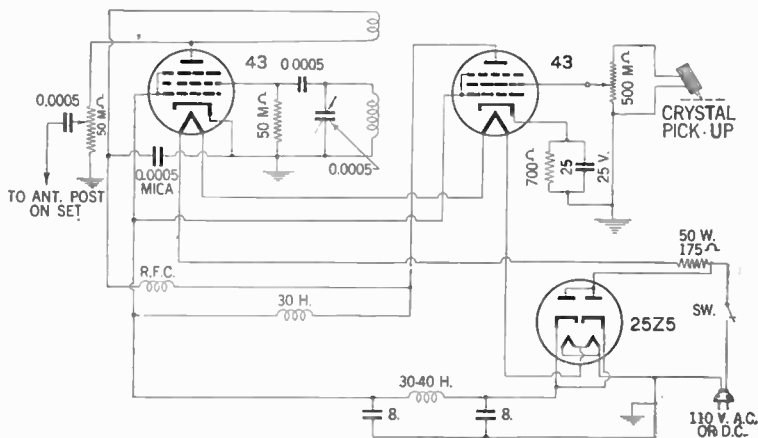 43
0.0005
43
0.0005
50 MΩ
50 MΩ
500 MΩ
CRYSTAL
PICK-UP
0.0005
0.0005
MICA
TO ANT. POST
ON SET
700Ω
25
25 V.
50 W.
175Ω
R.F.C.
30 H.
SW.
25Z5
30-40 H.
8.
8.
110 V. A.C.
OR D.C.